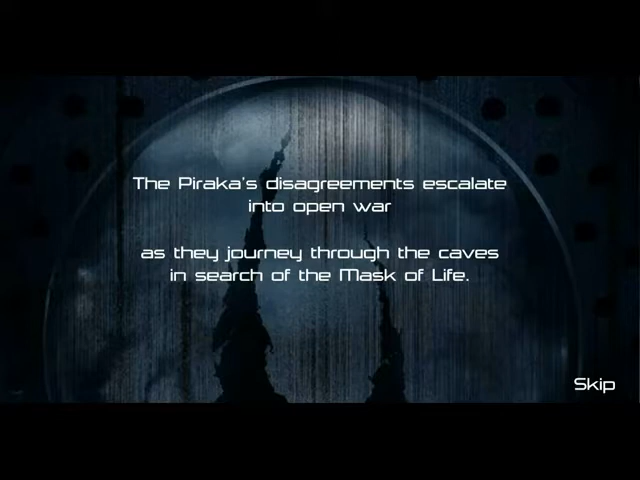 The Piraka's disagreements escalate
into open war
as they journey through the caves
in search of the Mask of Life.
Skip